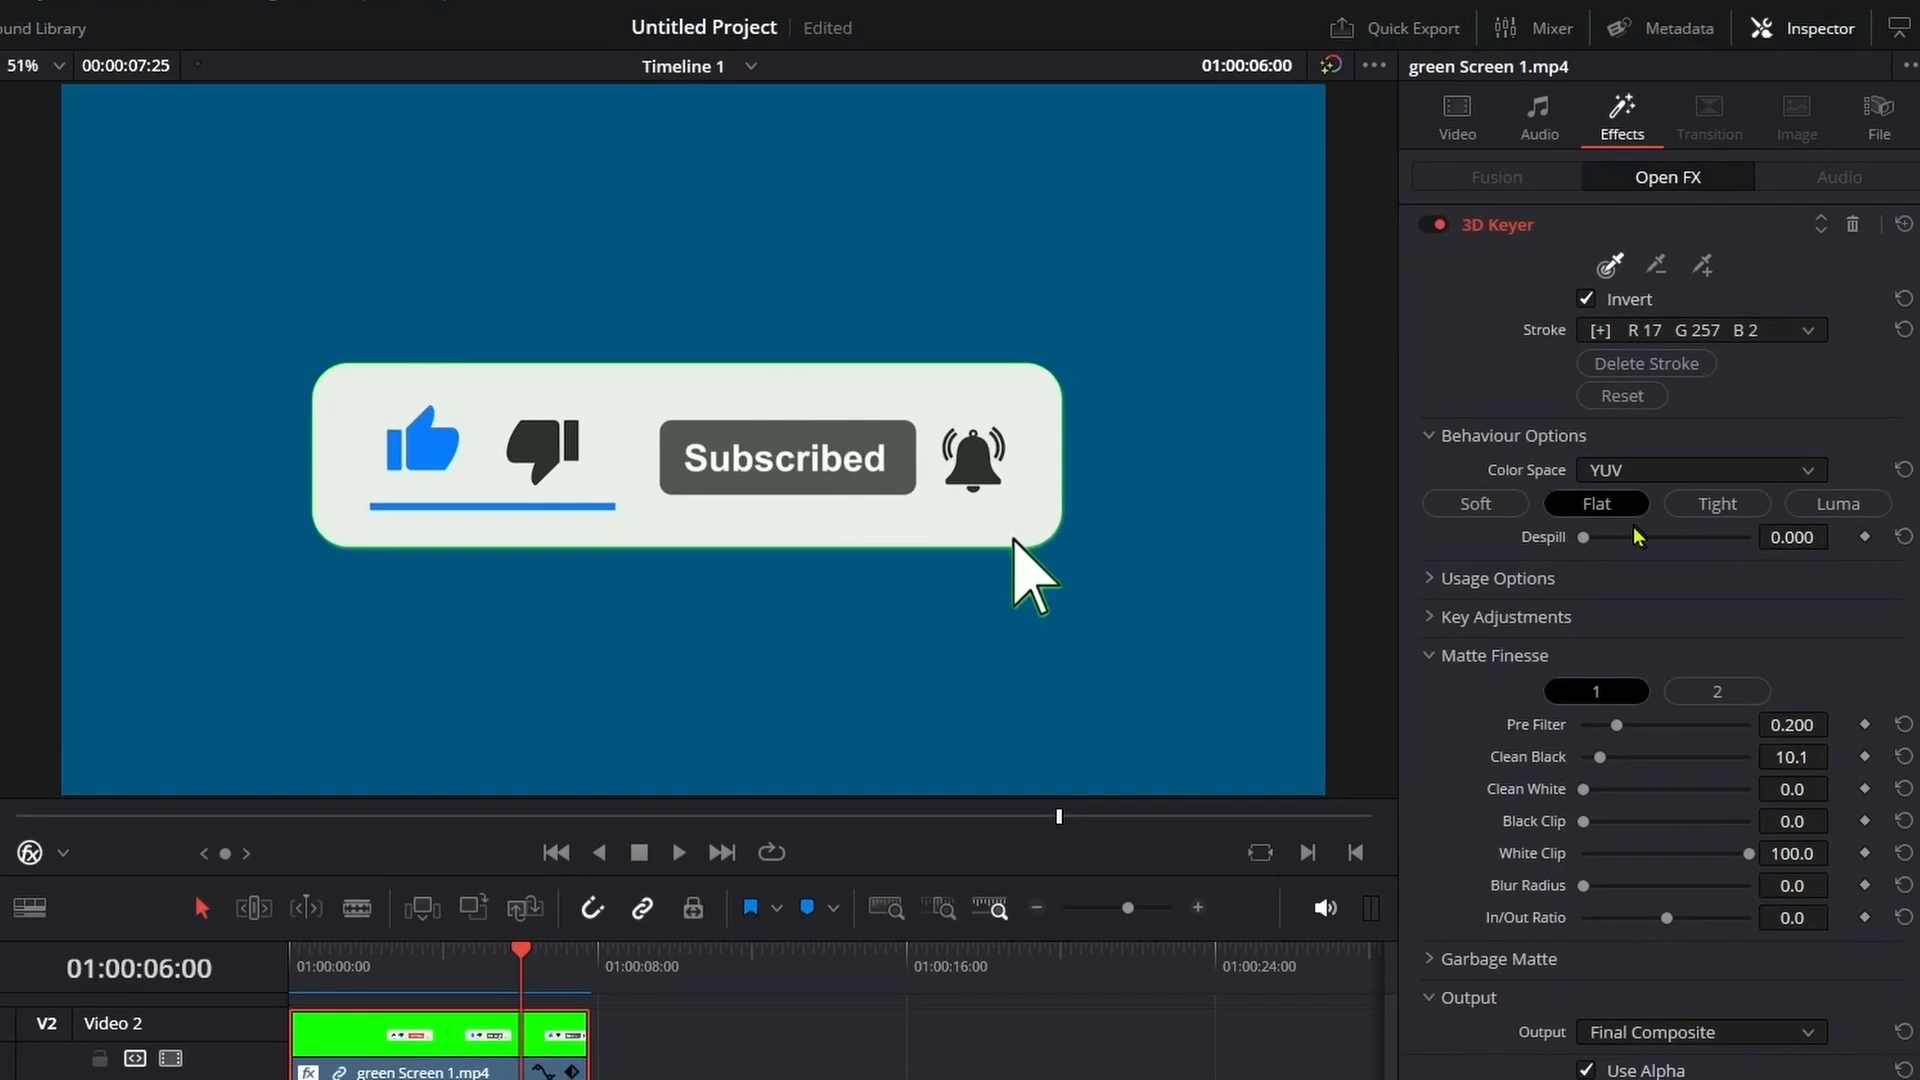 ound Library
Untitled Project
Edited
Quick Export
Mixer
Metadata
Inspector
51%
00:00:07:25
Timeline 1
01:00:06:00
green Screen 1.mp4
Video
Audio
Effects
Transition
Image
File
Fusion
Open FX
Audio
3D Keyer
Invert
Stroke
[+] R 17 G 257 B 2
Delete Stroke
Reset
Behaviour Options
Color Space
YUV
Soft
Flat
Tight
Luma
Despill
0.000
Usage Options
Key Adjustments
Matte Finesse
1
2
Pre Filter
0.200
Clean Black
10.1
Clean White
0.0
Black Clip
0.0
White Clip
100.0
Blur Radius
0.0
In/Out Ratio
0.0
Garbage Matte
Output
Output
Final Composite
Use Alpha
Subscribed
fx
01:00:06:00
01:00:00:00
01:00:08:00
01:00:16:00
01:00:24:00
V2
Video 2
fx
green Screen 1.mp4